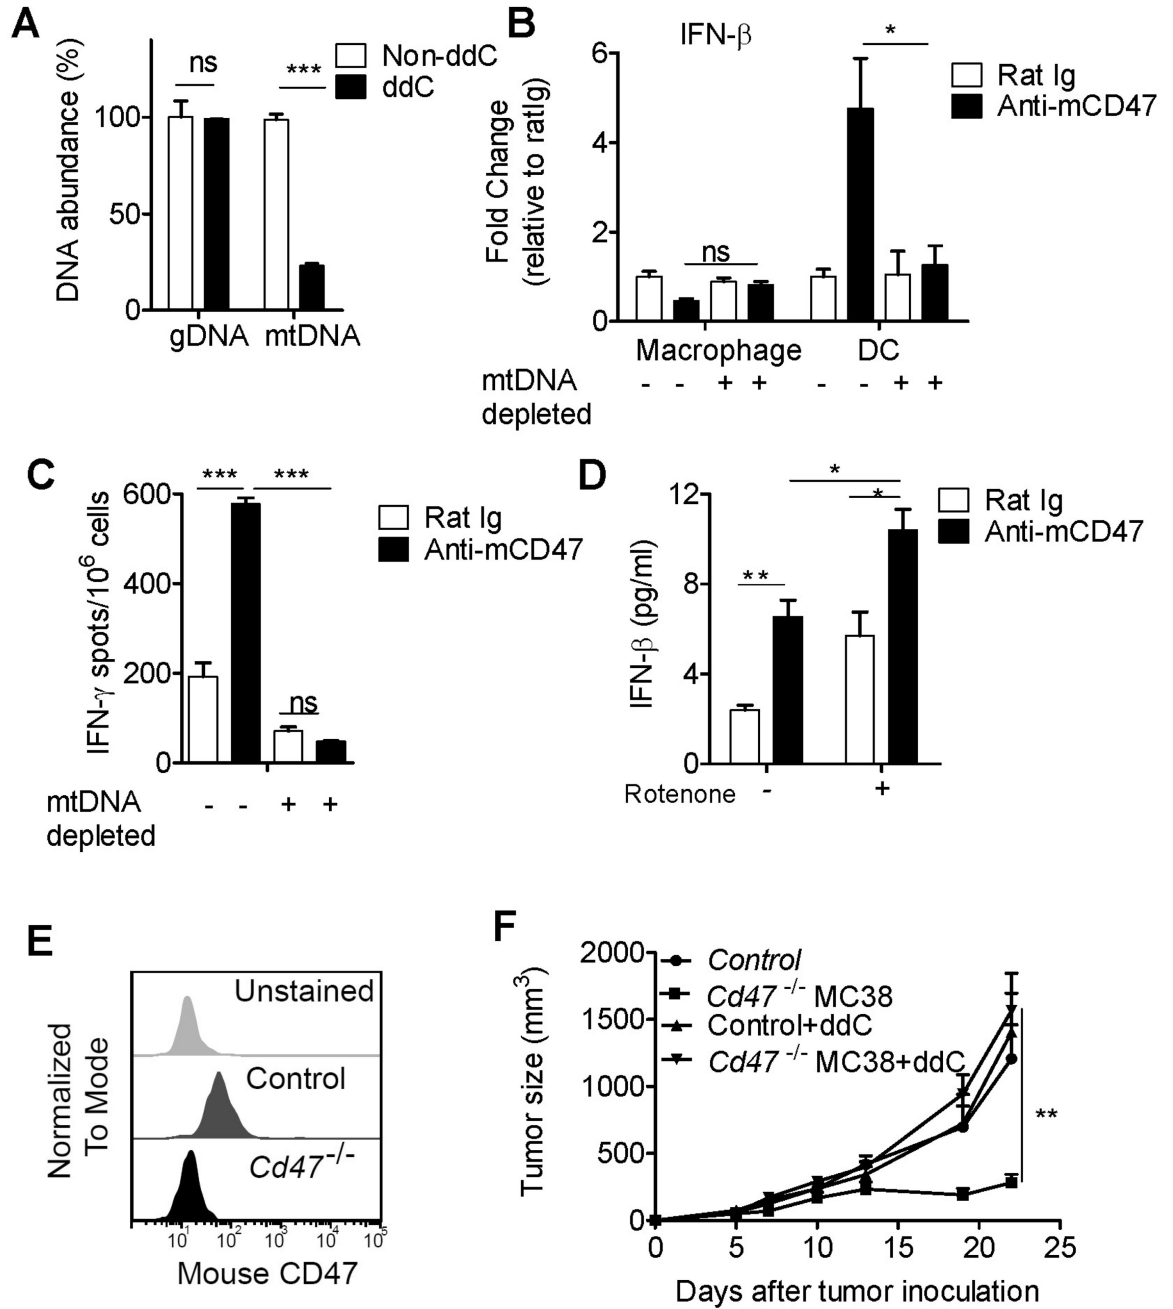 A
DNA abundance (%)
100
50
0
ns
***
Non-ddC
ddC
gDNA mtDNA
B
IFN-β
Fold Change
(relative to ratIg)
6
4
2
0
ns
*
Rat Ig
Anti-mCD47
Macrophage DC
mtDNA
depleted
- - + + - - + +
C
IFN-γ spots/10⁶ cells
600
400
200
0
*** ***
ns
Rat Ig
Anti-mCD47
mtDNA
depleted
- - + +
D
IFN-β (pg/ml)
12
8
4
0
*
*
**
Rat Ig
Anti-mCD47
Rotenone - +
E
Normalized
To Mode
Unstained
Control
Cd47⁻/⁻
10¹ 10² 10³ 10⁴ 10⁵
Mouse CD47
F
Tumor size (mm³)
2000
1500
1000
500
0
Control
Cd47⁻/⁻ MC38
Control+ddC
Cd47⁻/⁻ MC38+ddC
**
0 5 10 15 20 25
Days after tumor inoculation